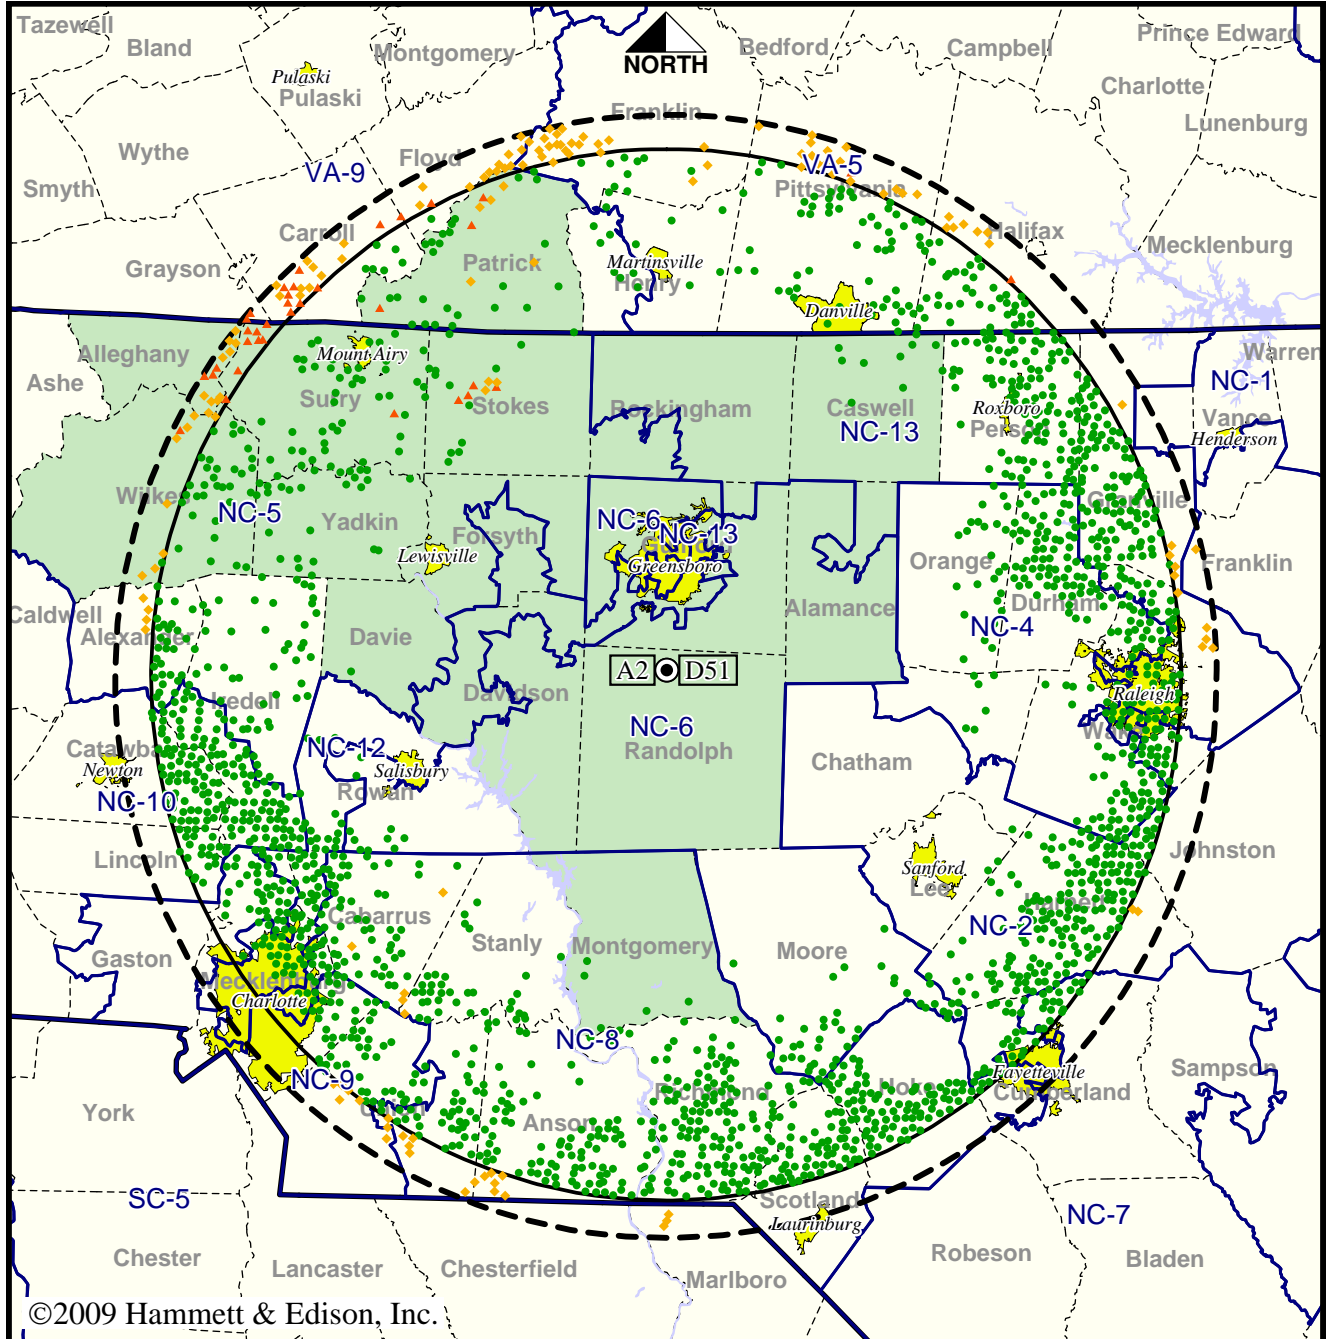 Tazewell
Bland
Montgomery
NORTH
Bedford
Campbell
Prince Edward
Pulaski
Pulaski
Charlotte
Franklin
Lunenburg
Wythe
Floyd
VA-9
VA-5
Smyth
Pittsylvania
Carroll
Halifax
Mecklenburg
Grayson
Patrick
Martinsville
Henry
Danville
Alleghany
Mount Airy
Ashe
Warren
NC-1
Surry
Stokes
Rockingham
Caswell
NC-13
Roxboro
Person
Vance
Henderson
Wilkes
NC-5
Yadkin
Forsyth
Lewisville
NC-6
NC-13
Guilford
Greensboro
Granville
Orange
Franklin
Caldwell
Alexander
Davie
Alamance
Durham
NC-4
A2
D51
Iredell
Davidson
Raleigh
Wake
NC-6
Randolph
Catawba
Newton
NC-12
Salisbury
Rowan
Chatham
NC-10
Lincoln
Johnston
Sanford
Lee
Harnett
Cabarrus
NC-2
Stanly
Montgomery
Moore
Gaston
Mecklenburg
Charlotte
NC-8
NC-9
Union
Richmond
Hoke
Fayetteville
Cumberland
Sampson
York
Anson
SC-5
Scotland
Laurinburg
NC-7
Robeson
Bladen
Chester
Lancaster
Chesterfield
Marlboro
©2009 Hammett & Edison, Inc.